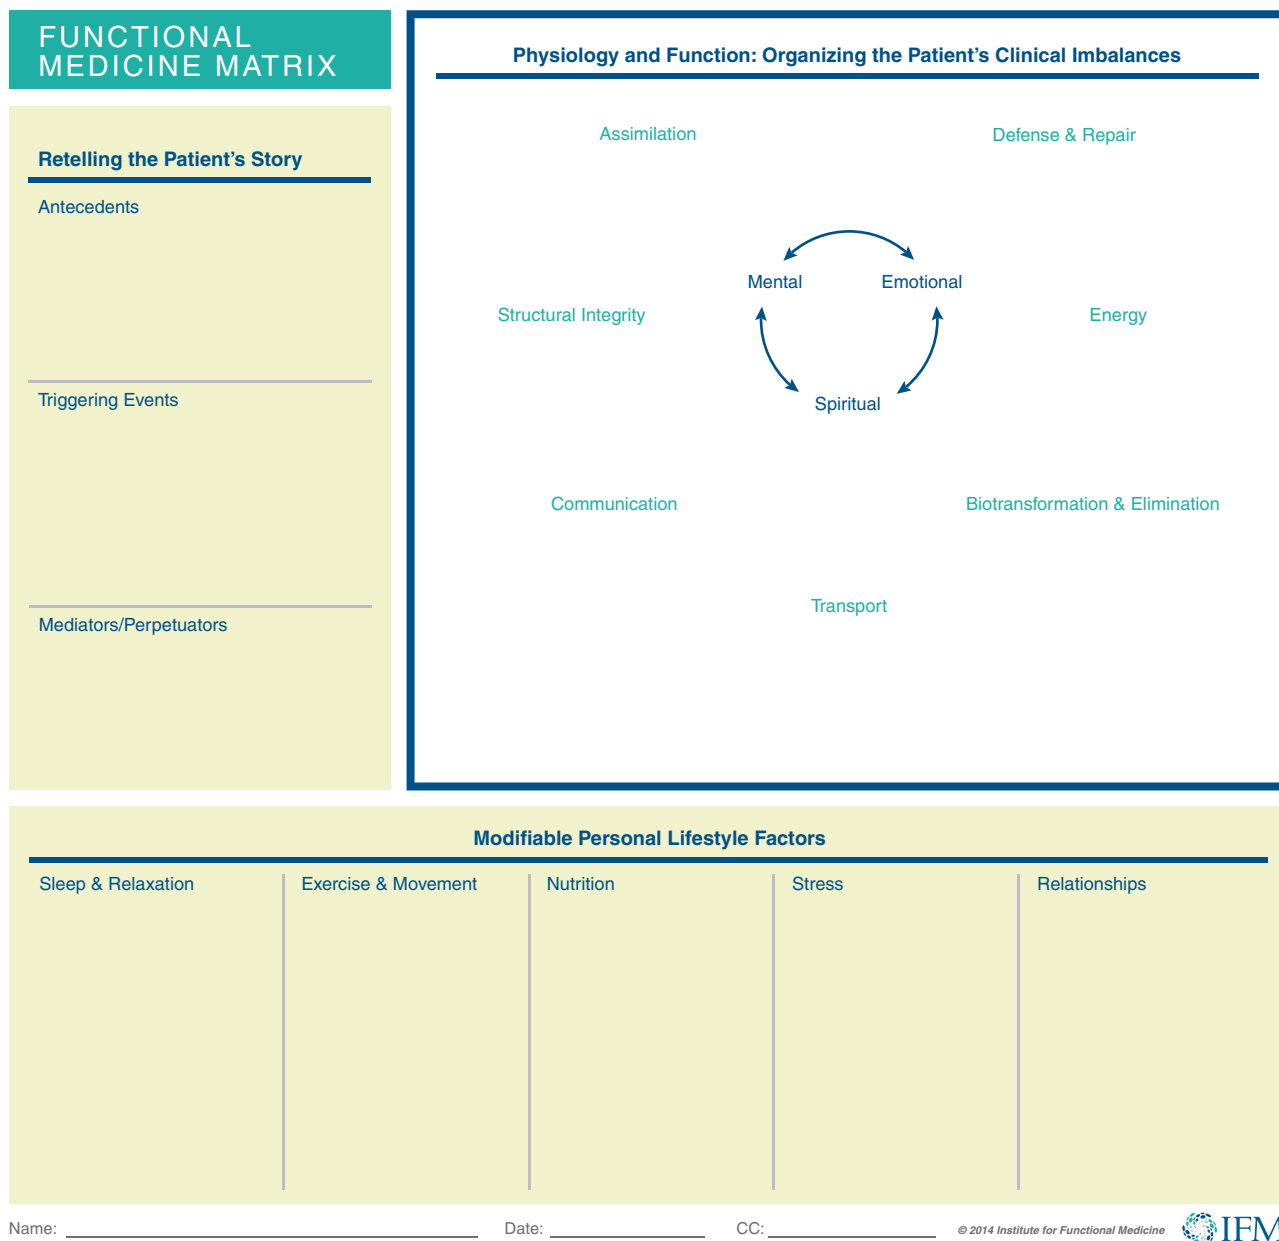 FUNCTIONAL
MEDICINE MATRIX
Retelling the Patient’s Story
Antecedents
Triggering Events
Mediators/Perpetuators
Physiology and Function: Organizing the Patient’s Clinical Imbalances
Assimilation
Defense & Repair
Mental
Emotional
Structural Integrity
Energy
Spiritual
Communication
Biotransformation & Elimination
Transport
Modifiable Personal Lifestyle Factors
Sleep & Relaxation
Exercise & Movement
Nutrition
Stress
Relationships
Name:
Date:
CC:
© 2014 Institute for Functional Medicine
IFM